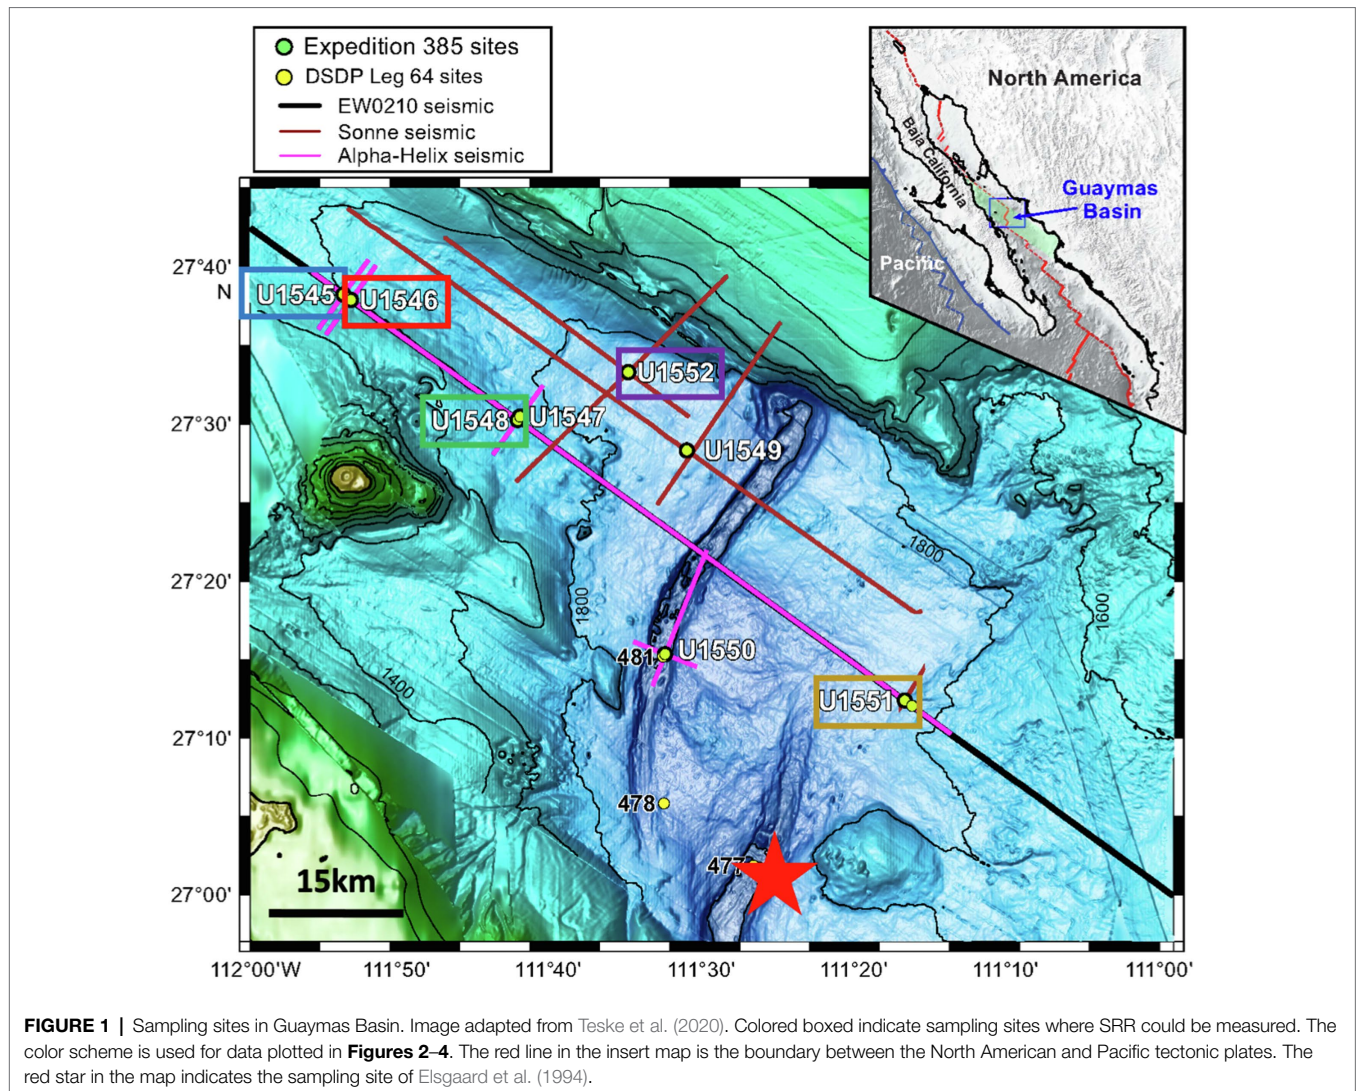 Expedition 385 sites
DSDP Leg 64 sites
EW0210 seismic
Sonne seismic
Alpha-Helix seismic
North America
Baja California
Guaymas
Basin
Pacific
27°40'
N
27°30'
27°20'
27°10'
27°00'
U1545
U1546
U1552
U1548
U1547
U1549
1800
1800
1600
481
U1550
U1551
1400
478
477
15km
112°00'W
111°50'
111°40'
111°30'
111°20'
111°10'
111°00'
FIGURE 1 | Sampling sites in Guaymas Basin. Image adapted from Teske et al. (2020). Colored boxed indicate sampling sites where SRR could be measured. The
color scheme is used for data plotted in Figures 2–4. The red line in the insert map is the boundary between the North American and Pacific tectonic plates. The
red star in the map indicates the sampling site of Elsgaard et al. (1994).